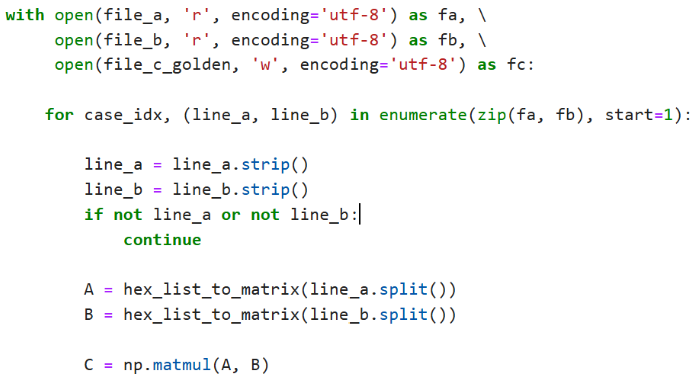 with open(file_a, 'r', encoding='utf-8') as fa, \
     open(file_b, 'r', encoding='utf-8') as fb, \
     open(file_c_golden, 'w', encoding='utf-8') as fc:

    for case_idx, (line_a, line_b) in enumerate(zip(fa, fb), start=1):

        line_a = line_a.strip()
        line_b = line_b.strip()
        if not line_a or not line_b:
            continue

        A = hex_list_to_matrix(line_a.split())
        B = hex_list_to_matrix(line_b.split())

        C = np.matmul(A, B)